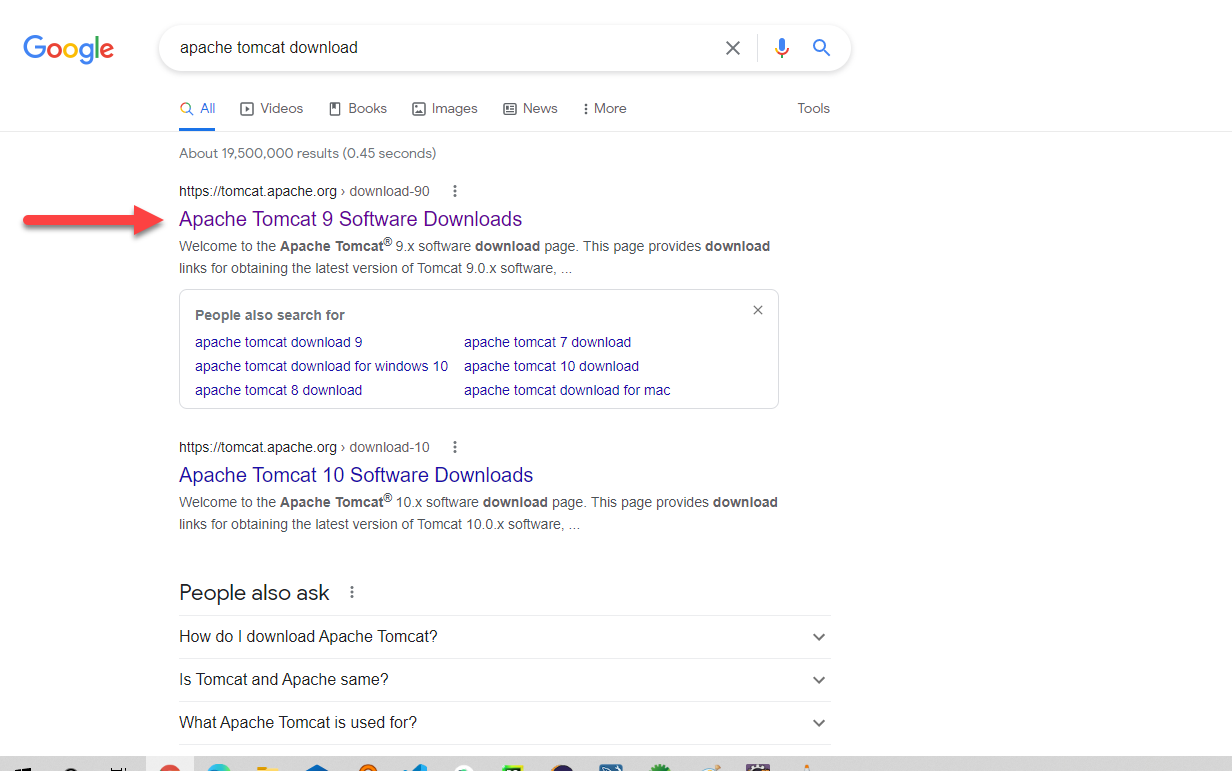 Google
apache tomcat download
All Videos Books Images News More Tools
About 19,500,000 results (0.45 seconds)
https://tomcat.apache.org › download-90
Apache Tomcat 9 Software Downloads
Welcome to the Apache Tomcat® 9.x software download page. This page provides download
links for obtaining the latest version of Tomcat 9.0.x software, ...
People also search for
apache tomcat download 9 apache tomcat 7 download
apache tomcat download for windows 10 apache tomcat 10 download
apache tomcat 8 download apache tomcat download for mac
https://tomcat.apache.org › download-10
Apache Tomcat 10 Software Downloads
Welcome to the Apache Tomcat® 10.x software download page. This page provides download
links for obtaining the latest version of Tomcat 10.0.x software, ...
People also ask
How do I download Apache Tomcat?
Is Tomcat and Apache same?
What Apache Tomcat is used for?